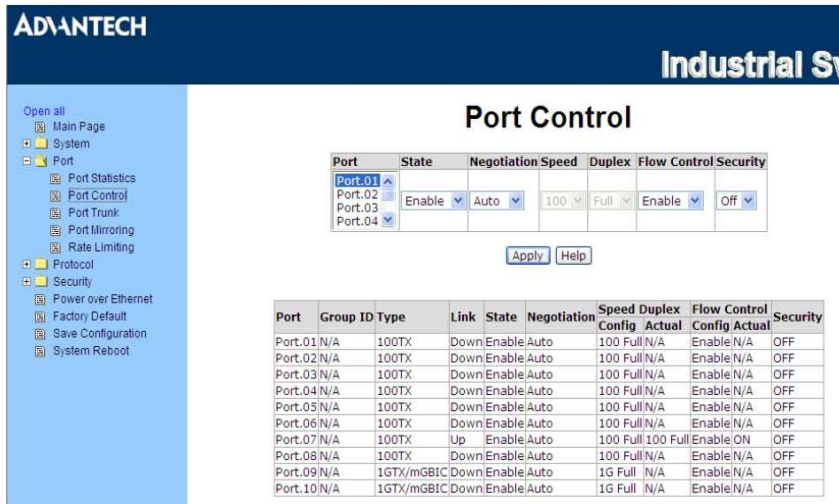 ADVANTECH
Industrial
Open all
Main Page
System
Port
Port Statistics
Port Control
Port Trunk
Port Mirroring
Rate Limiting
Protocol
Security
Power over Ethernet
Factory Default
Save Configuration
System Reboot
Port Control
Port State Negotiation Speed Duplex Flow Control Security
Port.01
Port.02
Port.03
Port.04
Enable Auto 100 Full Enable Off
Apply Help
Port Group ID Type Link State Negotiation Speed Duplex Flow Control Security
Config Actual Config Actual
Port.01 N/A 100TX Down Enable Auto 100 Full N/A Enable N/A OFF
Port.02 N/A 100TX Down Enable Auto 100 Full N/A Enable N/A OFF
Port.03 N/A 100TX Down Enable Auto 100 Full N/A Enable N/A OFF
Port.04 N/A 100TX Down Enable Auto 100 Full N/A Enable N/A OFF
Port.05 N/A 100TX Down Enable Auto 100 Full N/A Enable N/A OFF
Port.06 N/A 100TX Down Enable Auto 100 Full N/A Enable N/A OFF
Port.07 N/A 100TX Up Enable Auto 100 Full 100 Full Enable ON OFF
Port.08 N/A 100TX Down Enable Auto 100 Full N/A Enable N/A OFF
Port.09 N/A 1GTX/mGBIC Down Enable Auto 1G Full N/A Enable N/A OFF
Port.10 N/A 1GTX/mGBIC Down Enable Auto 1G Full N/A Enable N/A OFF